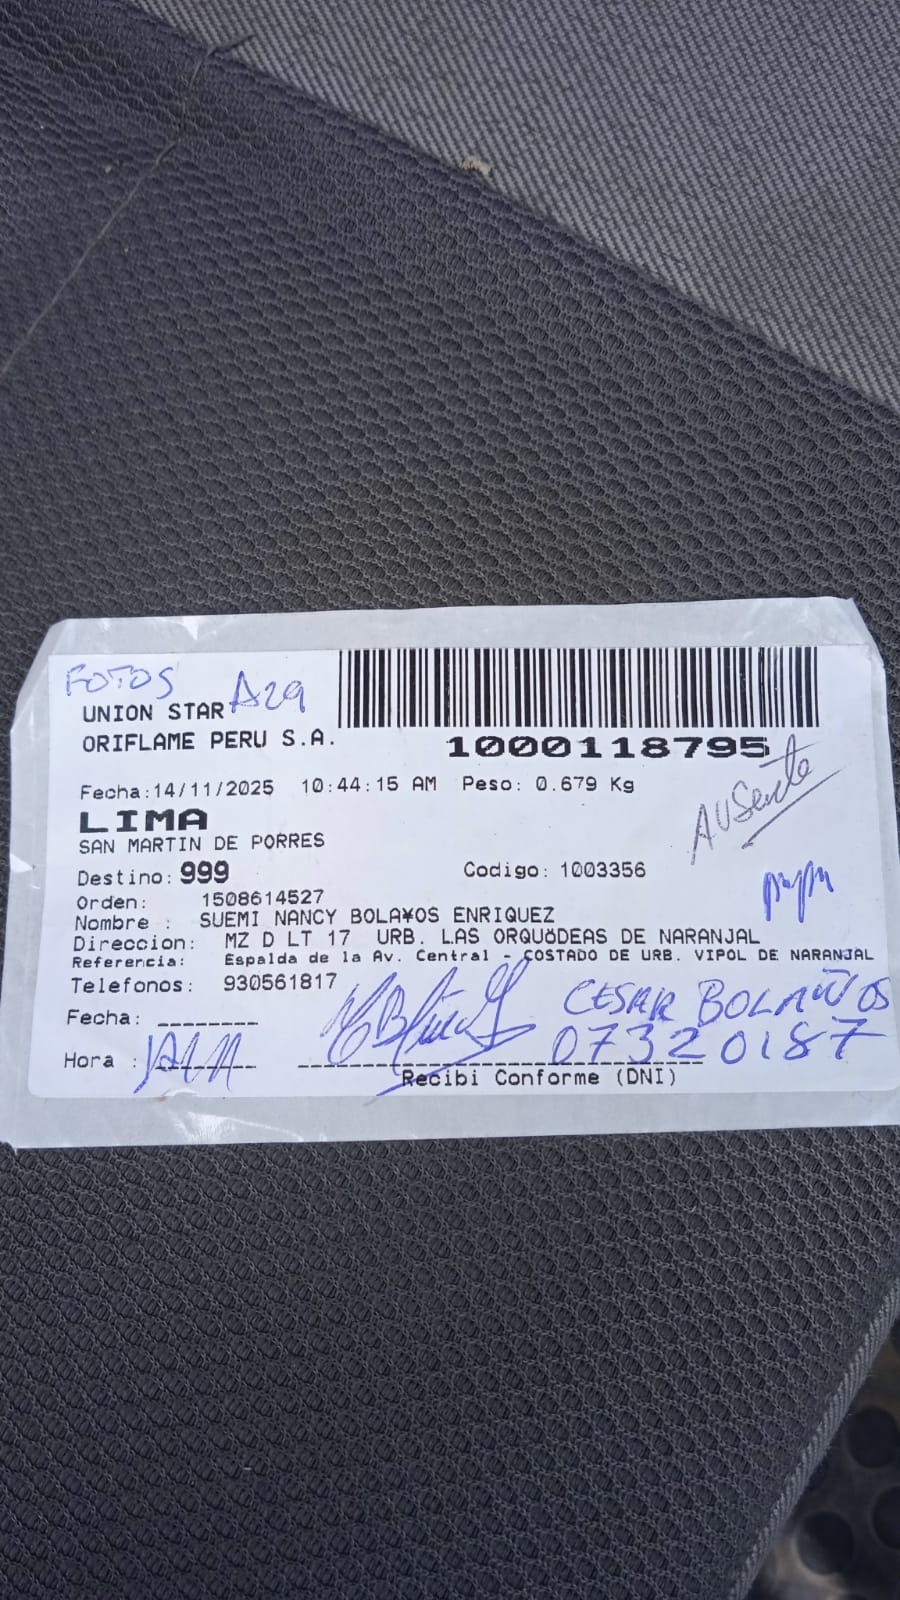 FOTOS A29
UNION STAR
ORIFLAME PERU S.A.
1000118795
Fecha:14/11/2025 10:44:15 AM Peso: 0.679 Kg
Ausente
LIMA
SAN MARTIN DE PORRES
Destino: 999 Codigo: 1003356
Orden: 1508614527
Nombre : SUEMI NANCY BOLA¥OS ENRIQUEZ
Direccion: MZ D LT 17 URB. LAS ORQUÖDEAS DE NARANJAL
Referencia: Espalda de la Av. Central - COSTADO DE URB. VIPOL DE NARANJAL
Telefonos: 930561817
CESAR BOLAÑOS
Fecha: ________
07320187
Hora :
Recibi Conforme (DNI)